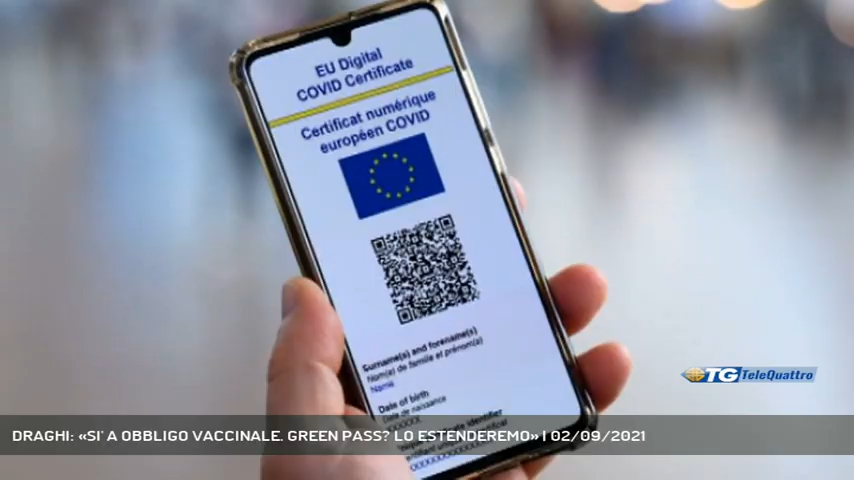 EU Digital
COVID Certificate
Certificat numérique
européen COVID
Surname(s) and forename(s)
Nom(s) de famille et prénom(s)
Name
Date of birth
Date de naissance
TG TeleQuattro
DRAGHI: «SI' A OBBLIGO VACCINALE. GREEN PASS? LO ESTENDEREMO» | 02/09/2021